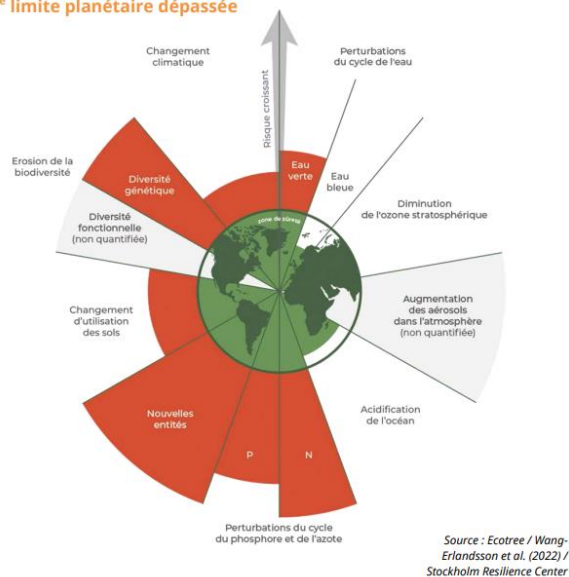 e limite planétaire dépassée
Changement
climatique
Risque croissant
Perturbations
du cycle de l'eau
Eau
verte
Eau
bleue
Erosion de la
biodiversité
Diversité
génétique
Diversité
fonctionnelle
(non quantifiée)
zone de sûreté
Diminution
de l'ozone stratosphérique
Augmentation
des aérosols
dans l'atmosphère
(non quantifiée)
Changement
d'utilisation
des sols
Nouvelles
entités
P
N
Acidification
de l'océan
Perturbations du cycle
du phosphore et de l'azote
Source : Ecotree / Wang-
Erlandsson et al. (2022) /
Stockholm Resilience Center